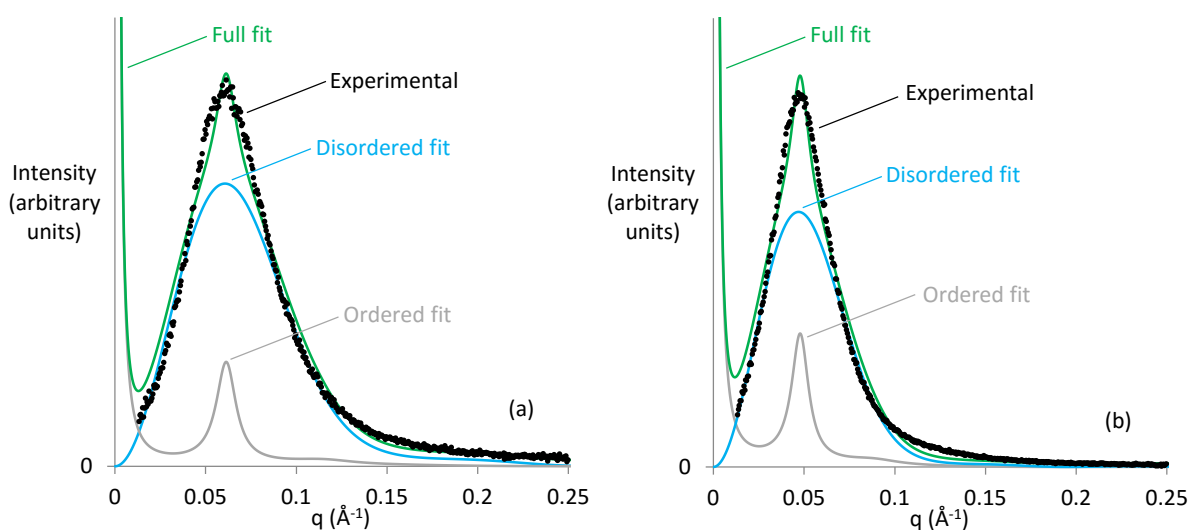 Full fit
Experimental
Disordered fit
Intensity
(arbitrary
units)
Ordered fit
(a)
0
0
0.05
0.1
0.15
0.2
0.25
q (Å-1)
Full fit
Experimental
Disordered fit
Intensity
(arbitrary
units)
Ordered fit
(b)
0
0
0.05
0.1
0.15
0.2
0.25
q (Å-1)